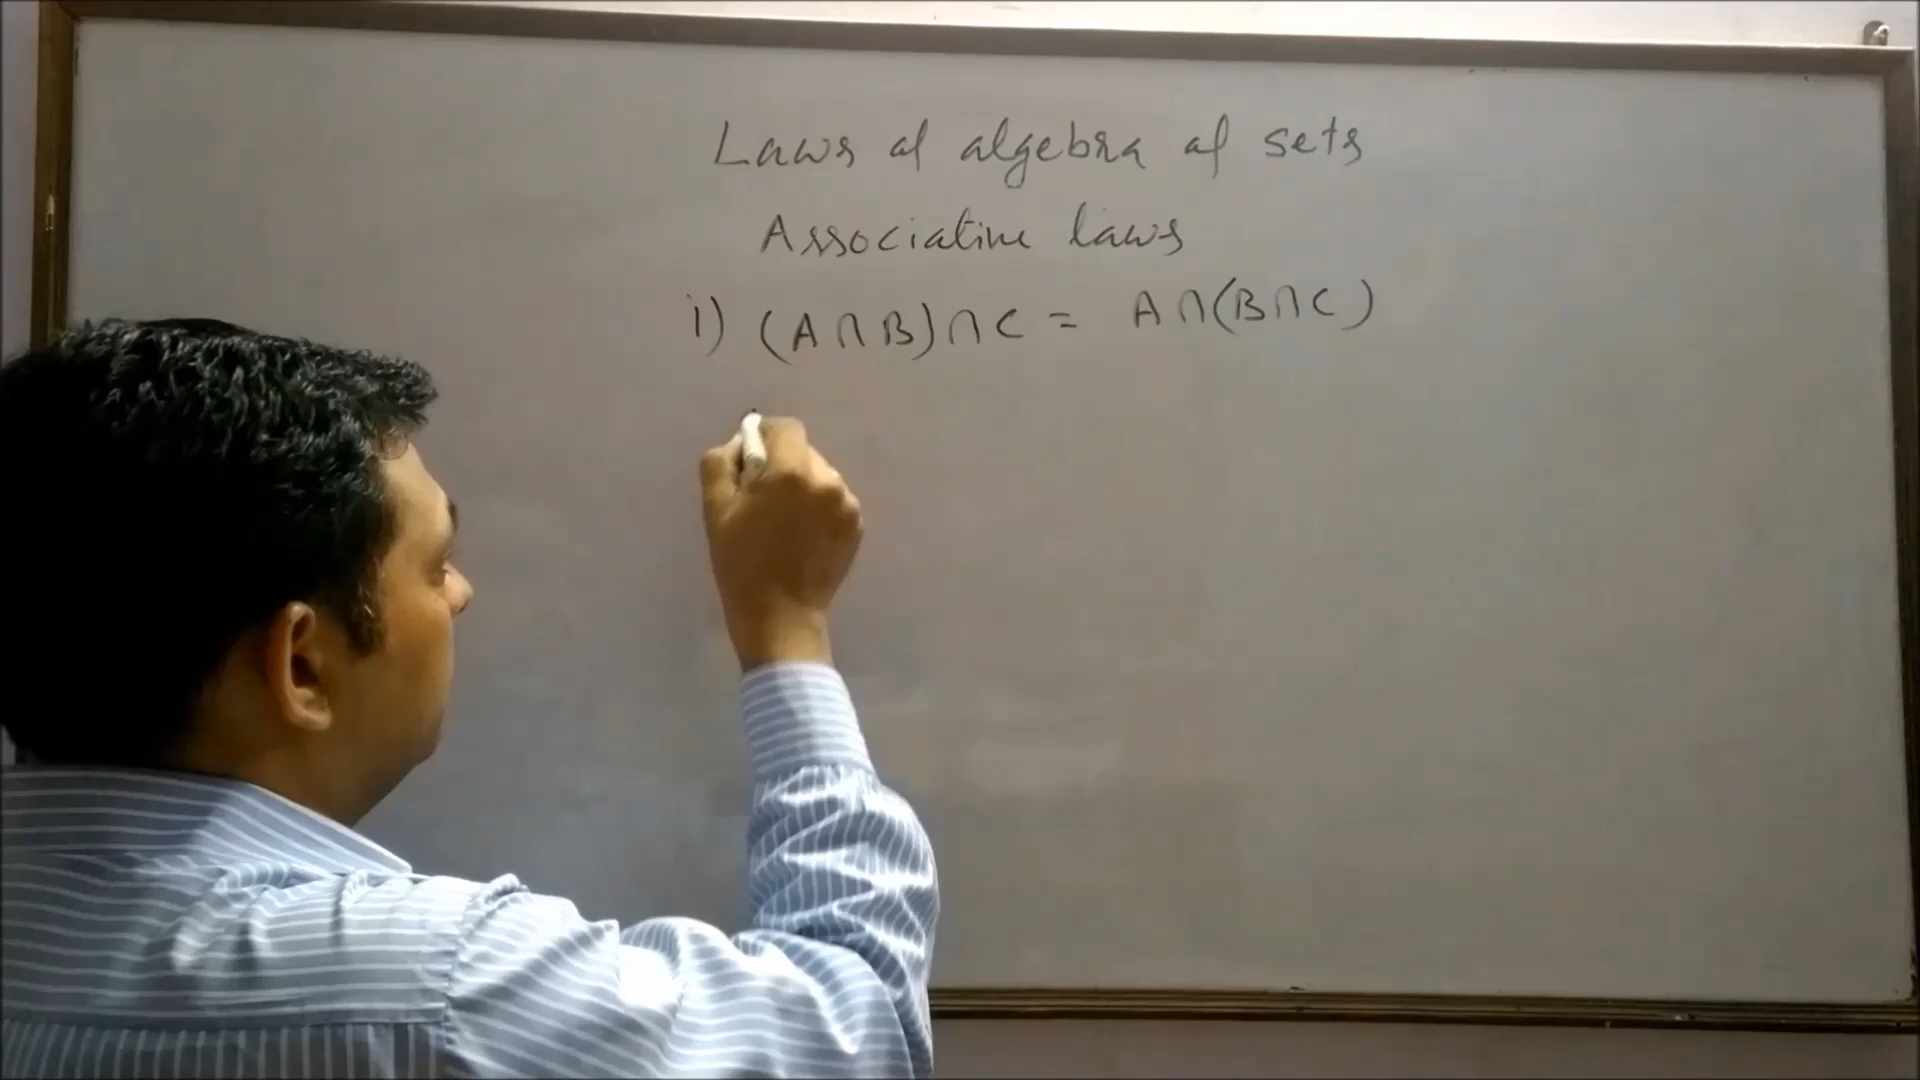 Laws of algebra of sets
Associative laws
i) (A∩B)∩C = A∩(B∩C)